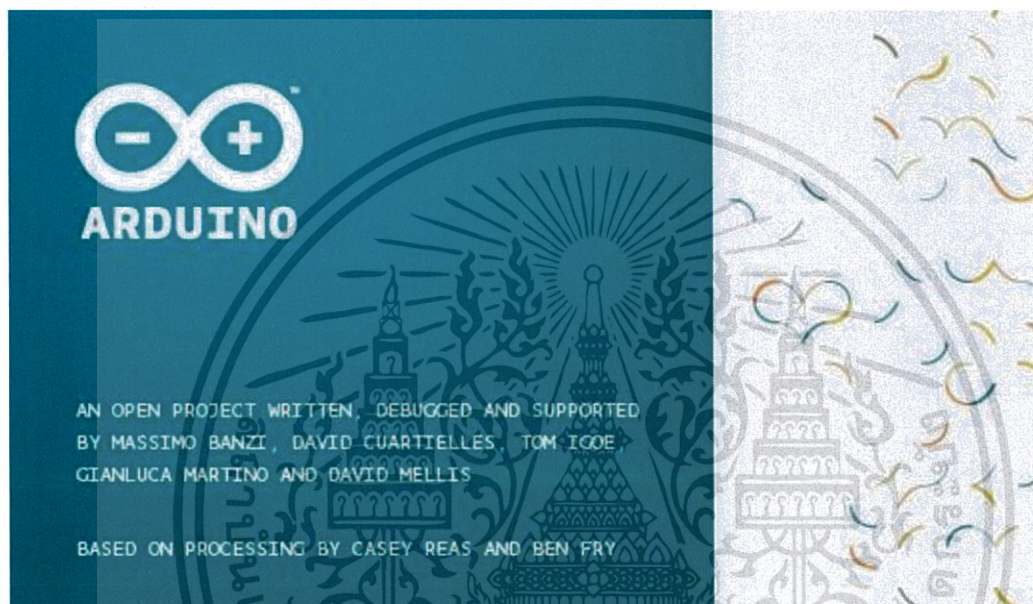 ARDUINO
AN OPEN PROJECT WRITTEN, DEBUGGED AND SUPPORTED
BY MASSIMO BANZI, DAVID CUARTIELLES, TOM IGOE,
GIANLUCA MARTINO AND DAVID MELLIS
BASED ON PROCESSING BY CASEY REAS AND BEN FRY